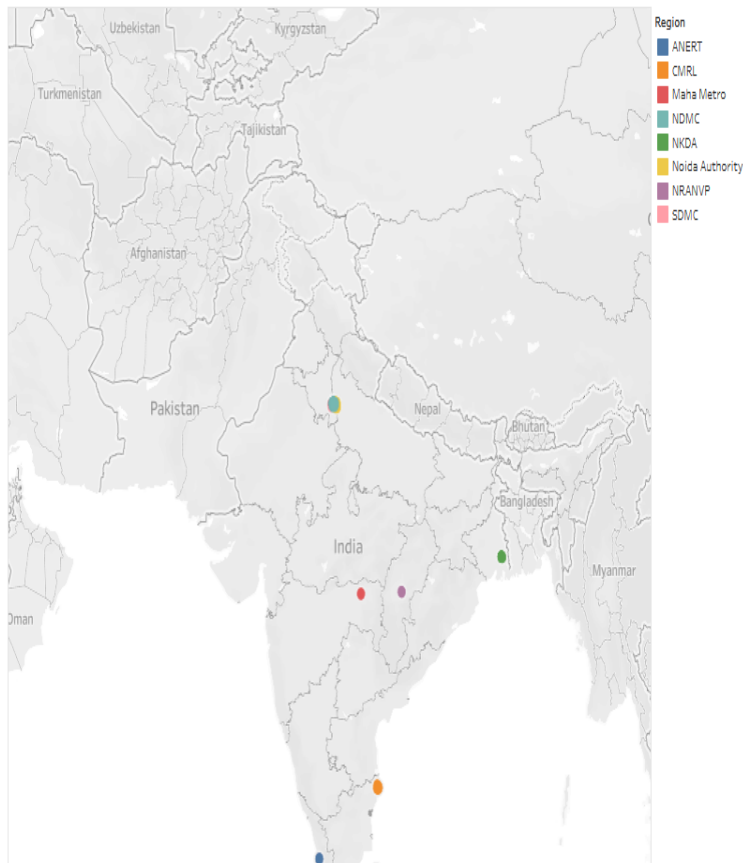 Region
ANERT
CMRL
Maha Metro
NDMC
NKDA
Noida Authority
NRANVP
SDMC
Uzbekistan
Kyrgyzstan
Turkmenistan
Tajikistan
Afghanistan
Pakistan
Nepal
Bhutan
Bangladesh
India
Myanmar
Oman